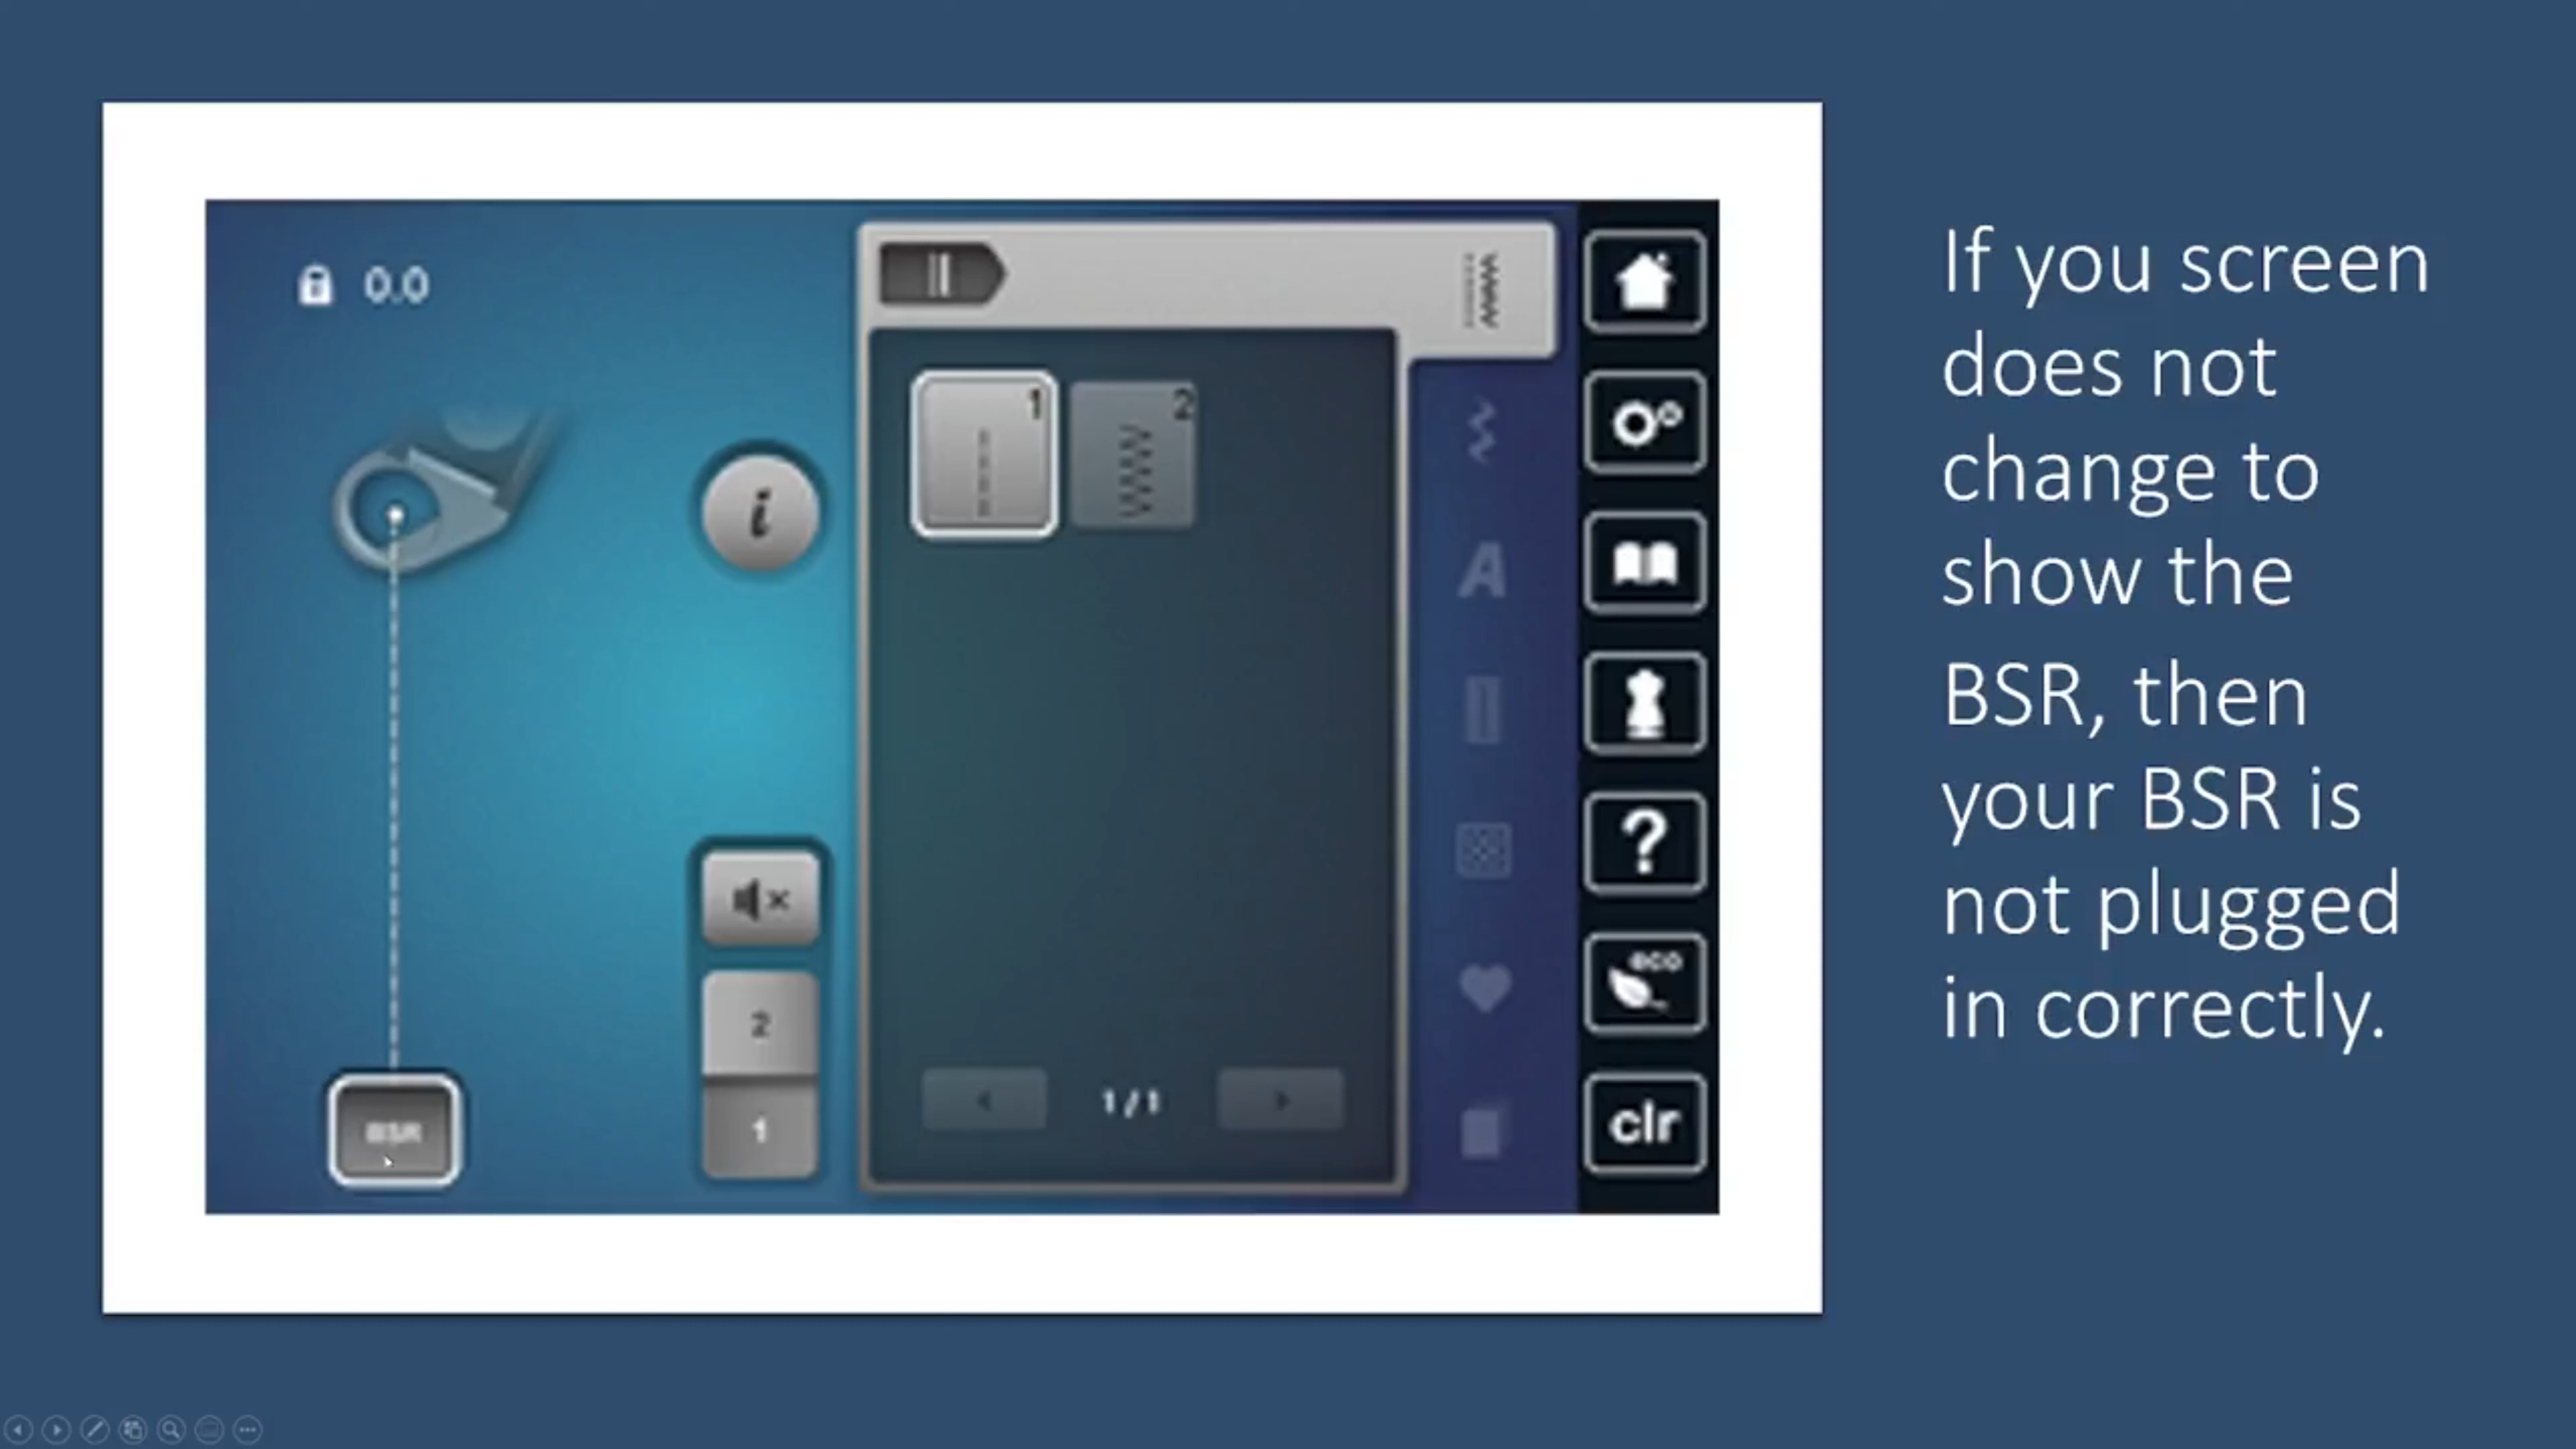 0.0
1
2
i
2
1
BSR
1/1
A
?
eco
clr
If you screen
does not
change to
show the
BSR, then
your BSR is
not plugged
in correctly.